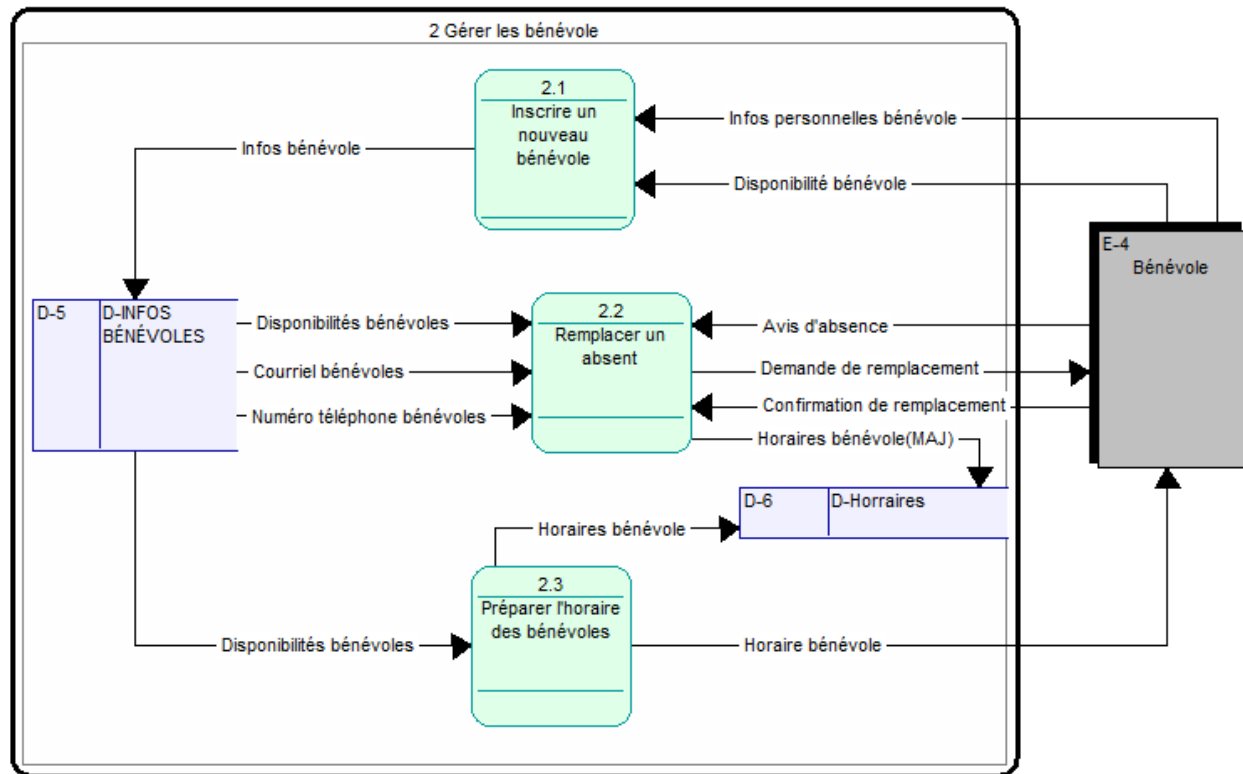 2 Gérer les bénévole
2.1
Inscrire un
nouveau
bénévole
Infos personnelles bénévole
Infos bénévole
Disponibilité bénévole
E-4
Bénévole
D-5
D-INFOS
BÉNÉVOLES
Disponibilités bénévoles
Courriel bénévoles
Numéro téléphone bénévoles
2.2
Remplacer un
absent
Avis d'absence
Demande de remplacement
Confirmation de remplacement
Horaires bénévole(MAJ)
D-6
D-Horraires
Horaires bénévole
2.3
Préparer l'horaire
des bénévoles
Disponibilités bénévoles
Horaire bénévole